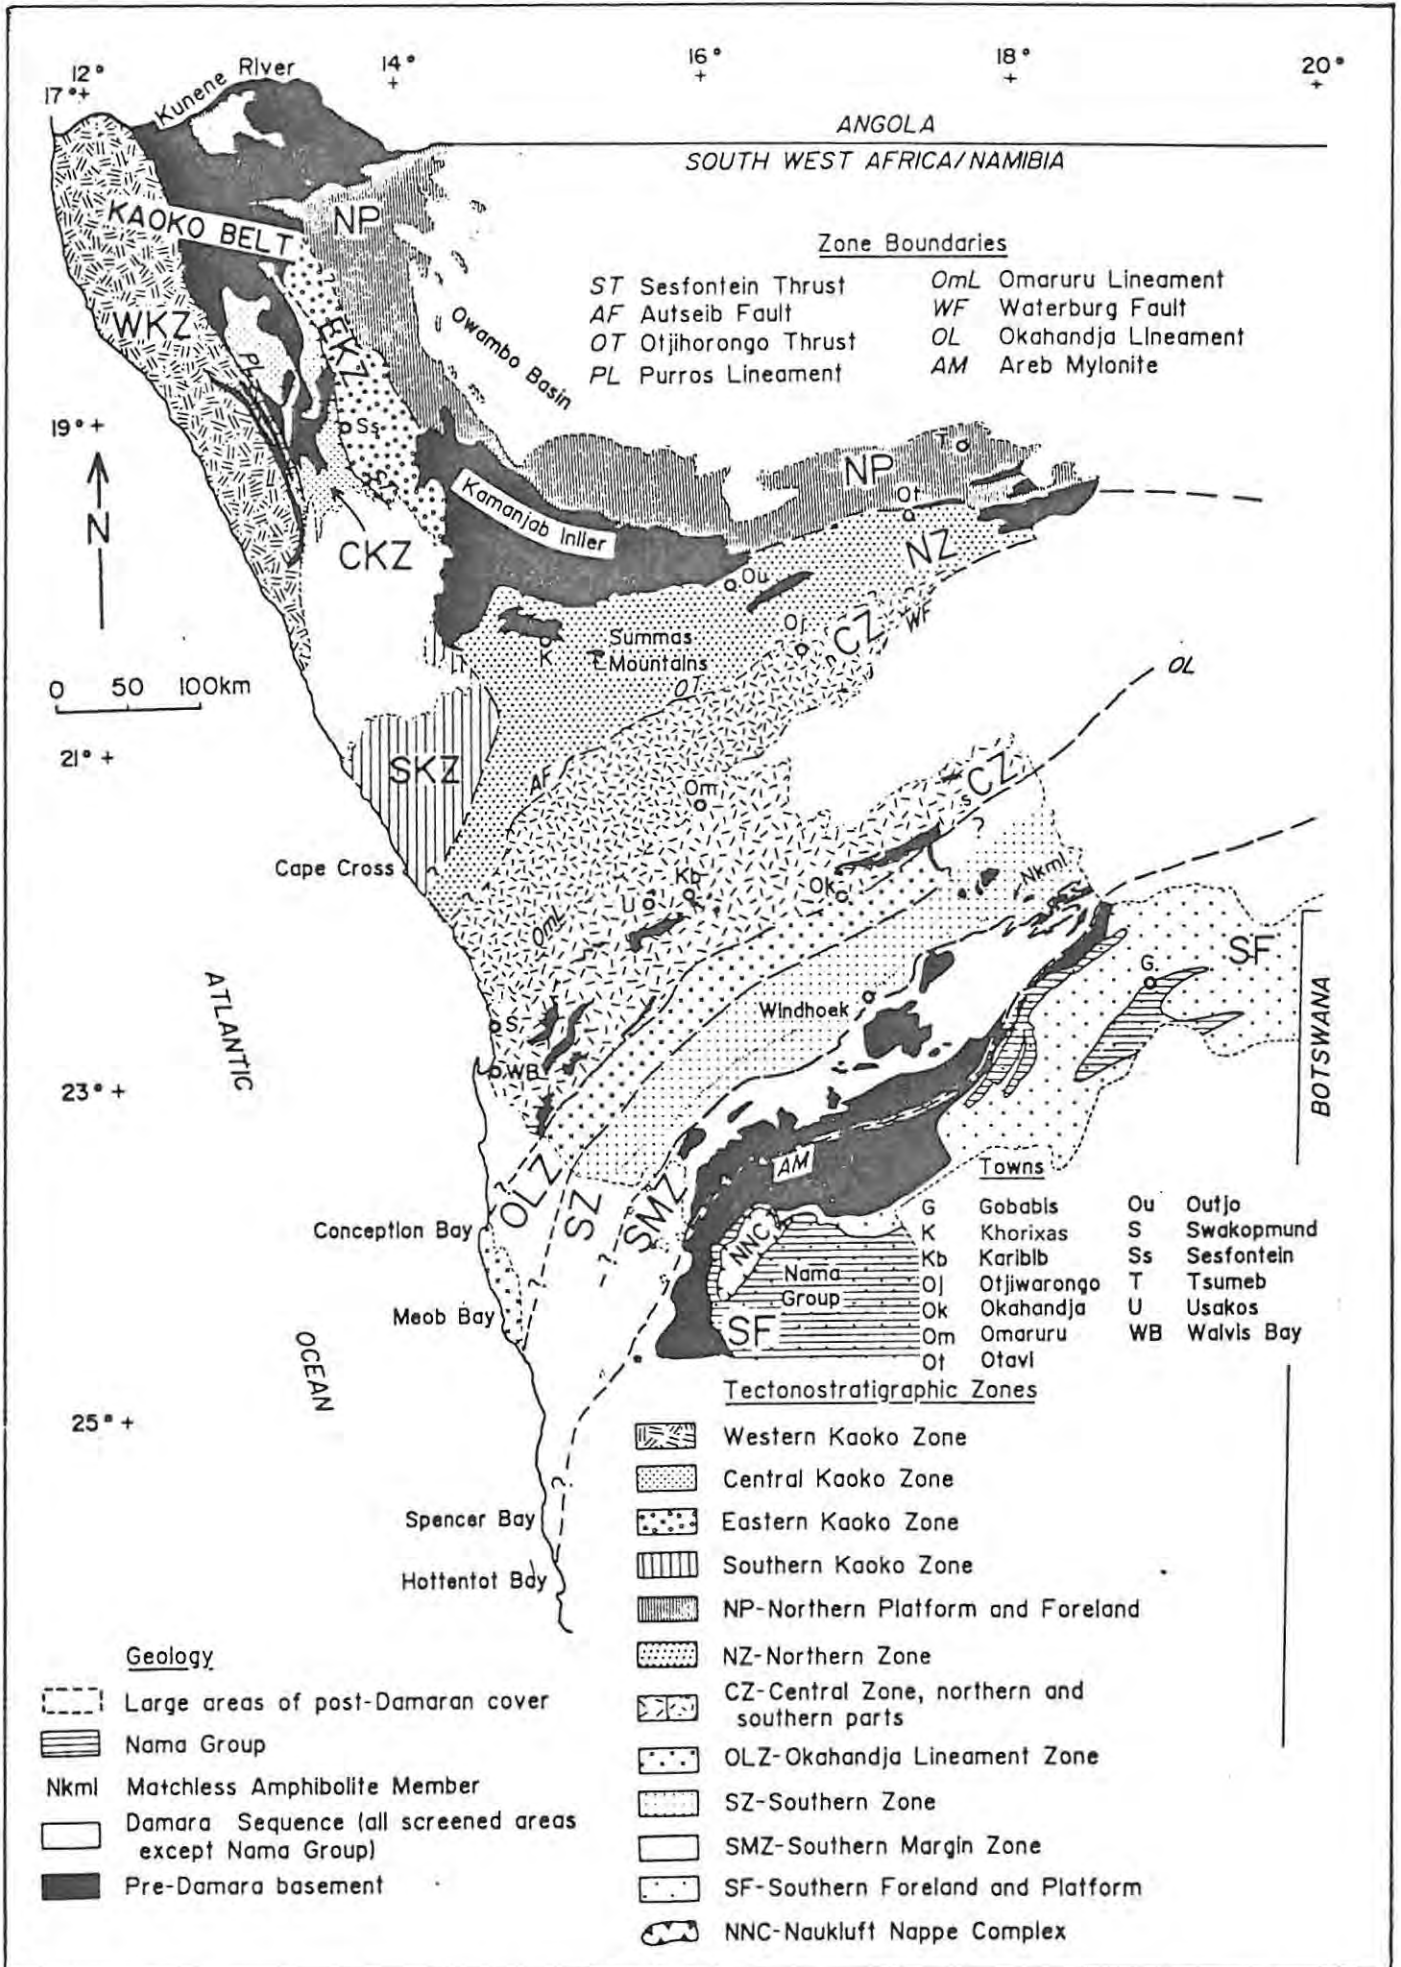 12°
14°
16°
18°
20°
17°
Kunene River
ANGOLA
SOUTH WEST AFRICA/NAMIBIA
KAOKO BELT
NP
Zone Boundaries
ST Sesfontein Thrust
AF Autseib Fault
OT Otjihorongo Thrust
PL Purros Lineament
OmL Omaruru Lineament
WF Waterburg Fault
OL Okahandja Lineament
AM Areb Mylonite
WKZ
EKZ
PL
Owambo Basin
19°
Ss
ST
N
CKZ
Kamanjab Inlier
NP
T
Ot
NZ
Ou
Oj
CZ
WF
K
Summas
Mountains
OT
OL
0 50 100km
21°
SKZ
AF
Om
CZ
s
?
Cape Cross
Kb
U
Ok
Nkml
OmL
SF
G
ATLANTIC
Windhoek
S
WB
23°
BOTSWANA
AM
?
OLZ
SZ
SMZ
?
?
Conception Bay
Meob Bay
NNC
Nama
Group
SF
Towns
G Gobabis
K Khorixas
Kb Karibib
Oj Otjiwarongo
Ok Okahandja
Om Omaruru
Ot Otavi
Ou Outjo
S Swakopmund
Ss Sesfontein
T Tsumeb
U Usakos
WB Walvis Bay
OCEAN
25°
?
Spencer Bay
Hottentot Bay
Tectonostratigraphic Zones
Western Kaoko Zone
Central Kaoko Zone
Eastern Kaoko Zone
Southern Kaoko Zone
NP-Northern Platform and Foreland
NZ-Northern Zone
CZ-Central Zone, northern and
southern parts
OLZ-Okahandja Lineament Zone
SZ-Southern Zone
SMZ-Southern Margin Zone
SF-Southern Foreland and Platform
NNC-Naukluft Nappe Complex
Geology
Large areas of post-Damaran cover
Nama Group
Nkml Matchless Amphibolite Member
Damara Sequence (all screened areas
except Nama Group)
Pre-Damara basement